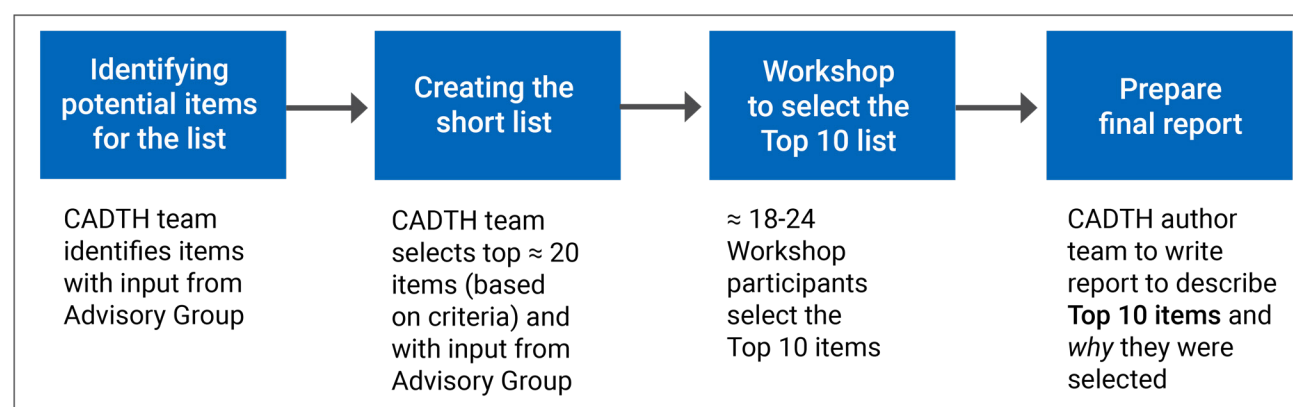 Identifying
potential items
for the list
CADTH team
identifies items
with input from
Advisory Group
Creating the
short list
CADTH team
selects top ≈ 20
items (based
on criteria) and
with input from
Advisory Group
Workshop
to select the
Top 10 list
≈ 18-24
Workshop
participants
select the
Top 10 items
Prepare
final report
CADTH author
team to write
report to describe
Top 10 items and
why they were
selected